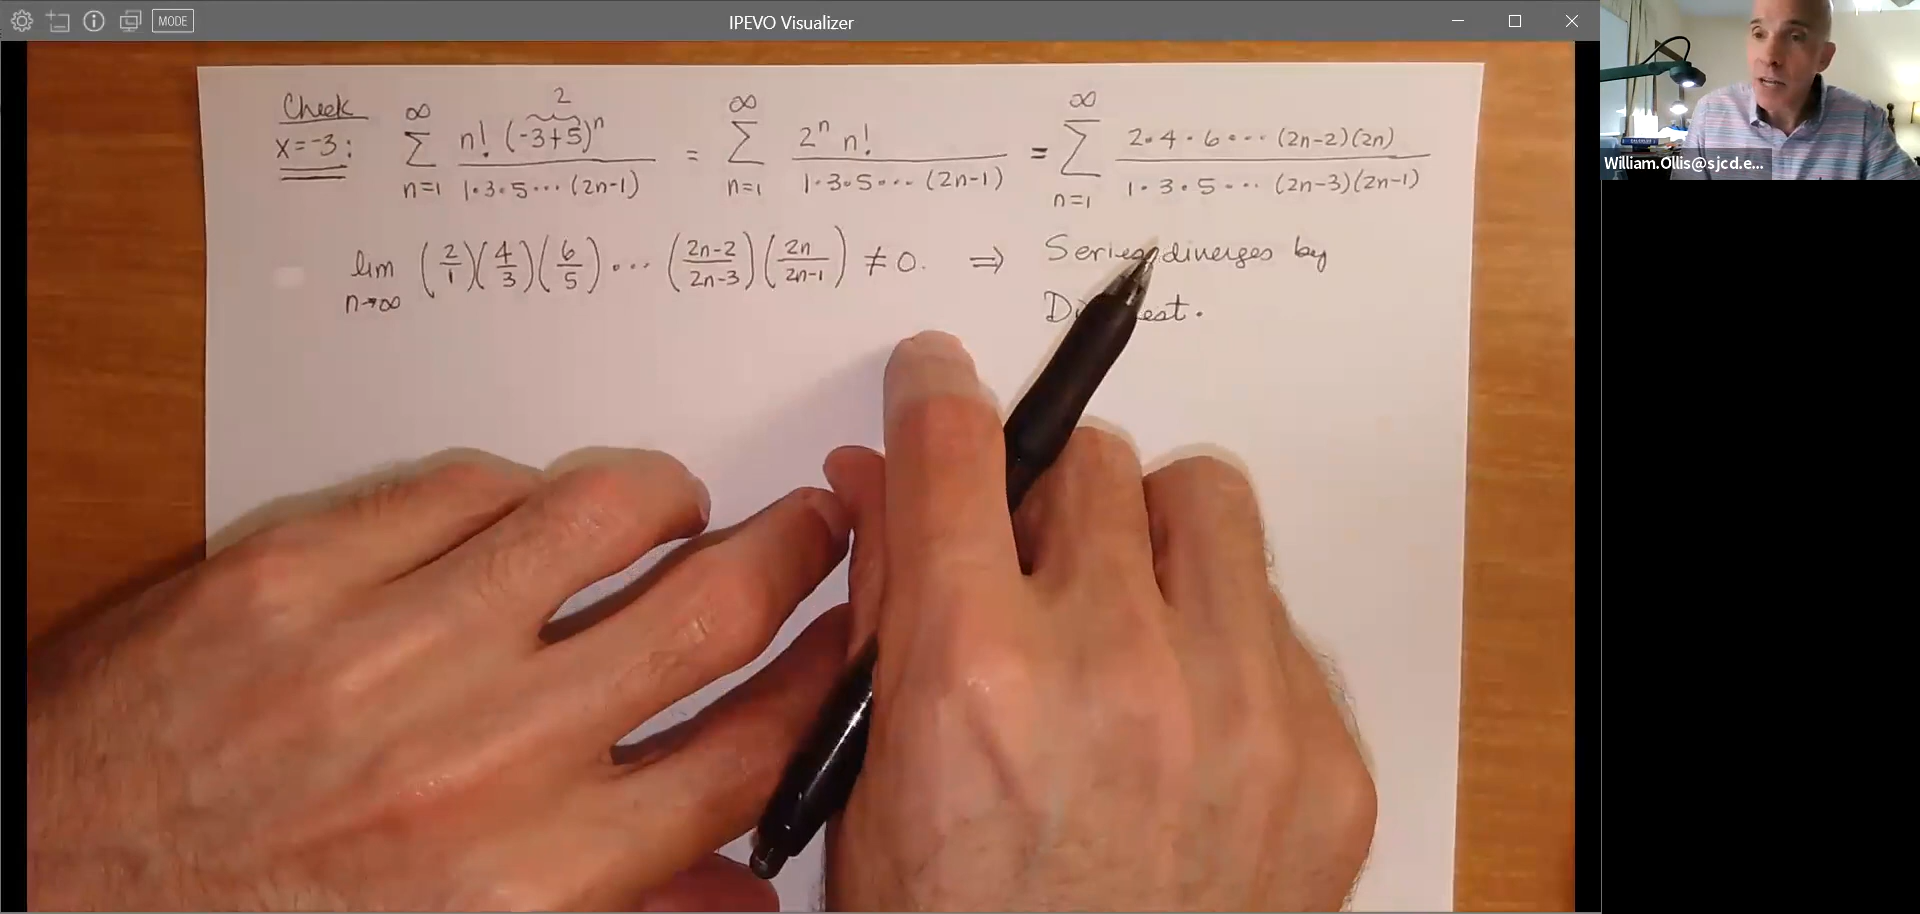 MODE
IPEVO Visualizer
William.Ollis@sjcd.e...
Check
x=-3: ∞ Σ n=1 n! (-3+5)ⁿ 2 / 1·3·5··· (2n-1) = ∞ Σ n=1 2ⁿ n! / 1·3·5··· (2n-1) = ∞ Σ n=1 2·4·6··· (2n-2)(2n) / 1·3·5··· (2n-3)(2n-1)
lim n→∞ (2/1)(4/3)(6/5)···(2n-2/2n-3)(2n/2n-1) ≠ 0. ⇒ Series diverges by